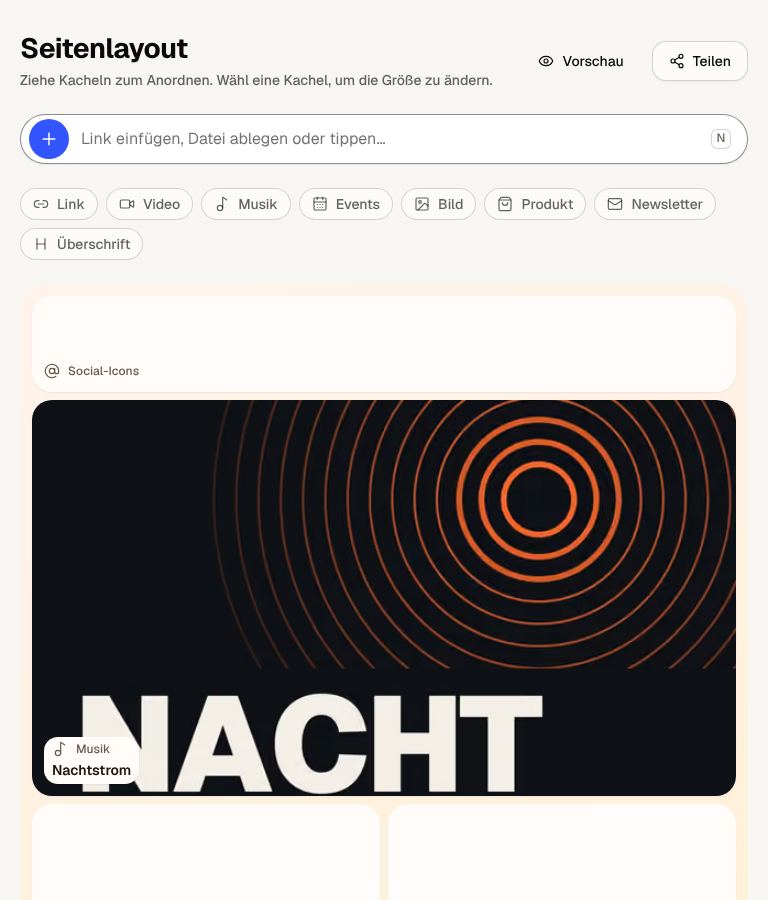 Seitenlayout
Ziehe Kacheln zum Anordnen. Wähl eine Kachel, um die Größe zu ändern.
Vorschau
Teilen
Link einfügen, Datei ablegen oder tippen…
N
Link
Video
Musik
Events
Bild
Produkt
Newsletter
Überschrift
Social-Icons
NACHT
Musik
Nachtstrom